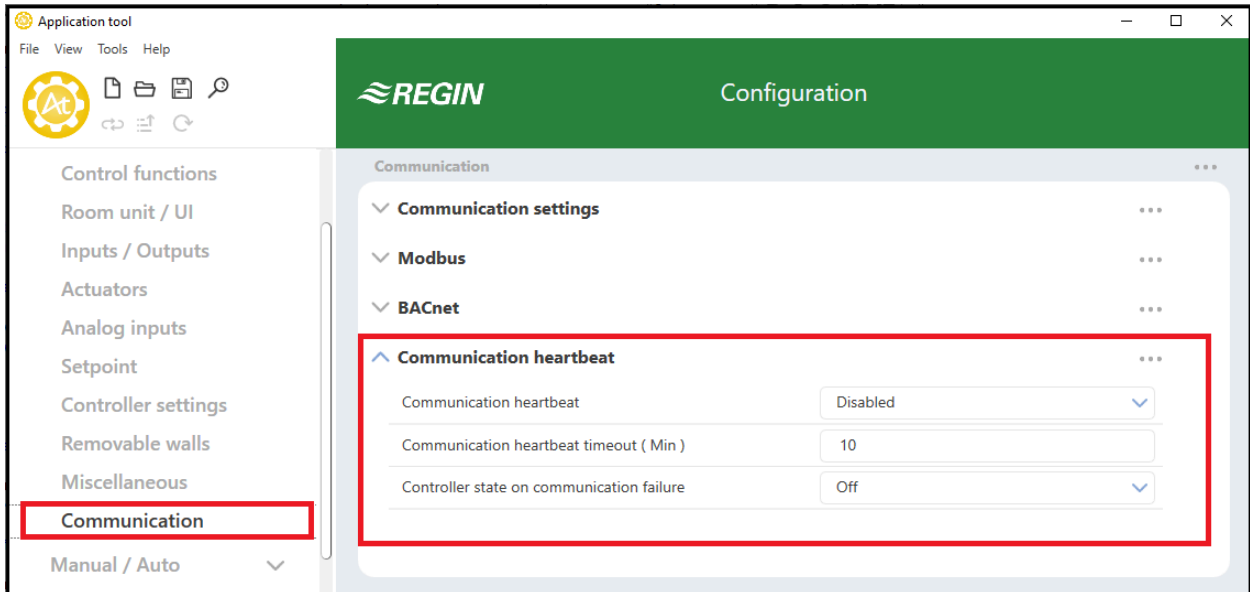 Application tool
File View Tools Help
At
REGIN
Configuration
Control functions
Room unit / UI
Inputs / Outputs
Actuators
Analog inputs
Setpoint
Controller settings
Removable walls
Miscellaneous
Communication
Manual / Auto
Communication
Communication settings
Modbus
BACnet
Communication heartbeat
Communication heartbeat Disabled
Communication heartbeat timeout ( Min ) 10
Controller state on communication failure Off